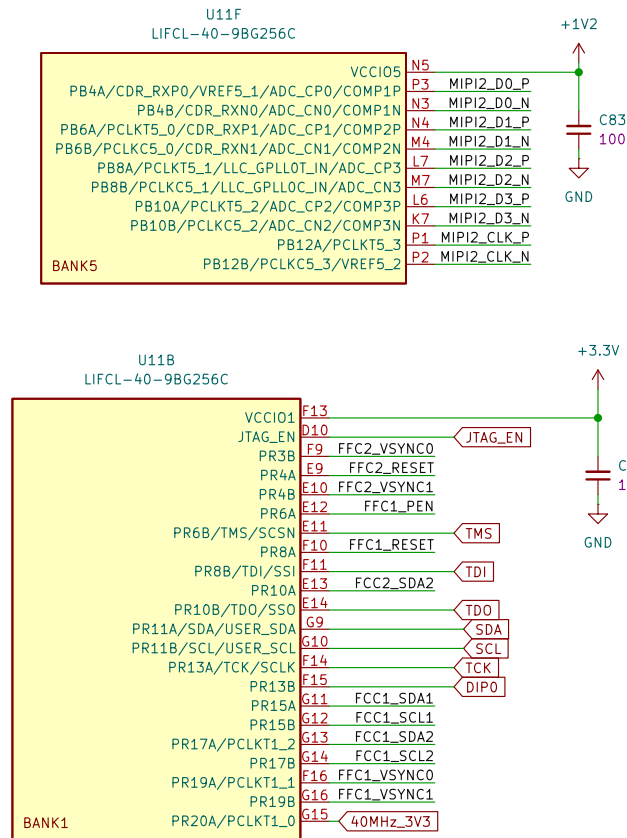 U11F
LIFCL-40-9BG256C
+1V2
VCCIO5 N5
PB4A/CDR_RXP0/VREF5_1/ADC_CP0/COMP1P P3 MIPI2_D0_P
PB4B/CDR_RXN0/ADC_CN0/COMP1N N3 MIPI2_D0_N
PB6A/PCLKT5_0/CDR_RXP1/ADC_CP1/COMP2P N4 MIPI2_D1_P
PB6B/PCLKC5_0/CDR_RXN1/ADC_CN1/COMP2N M4 MIPI2_D1_N
PB8A/PCLKT5_1/LLC_GPLL0T_IN/ADC_CP3 L7 MIPI2_D2_P
PB8B/PCLKC5_1/LLC_GPLL0C_IN/ADC_CN3 M7 MIPI2_D2_N
PB10A/PCLKT5_2/ADC_CP2/COMP3P L6 MIPI2_D3_P
PB10B/PCLKC5_2/ADC_CN2/COMP3N K7 MIPI2_D3_N
PB12A/PCLKT5_3 P1 MIPI2_CLK_P
PB12B/PCLKC5_3/VREF5_2 P2 MIPI2_CLK_N
BANK5
C83
100
GND
U11B
LIFCL-40-9BG256C
+3.3V
VCCIO1 F13
JTAG_EN D10 JTAG_EN
PR3B F9 FFC2_VSYNC0
PR4A E9 FFC2_RESET
PR4B E10 FFC2_VSYNC1
PR6A E12 FFC1_PEN
PR6B/TMS/SCSN E11 TMS
PR8A F10 FFC1_RESET
PR8B/TDI/SSI F11 TDI
PR10A E13 FCC2_SDA2
PR10B/TDO/SSO E14 TDO
PR11A/SDA/USER_SDA G9 SDA
PR11B/SCL/USER_SCL G10 SCL
PR13A/TCK/SCLK F14 TCK
PR13B F15 DIP0
PR15A G11 FCC1_SDA1
PR15B G12 FCC1_SCL1
PR17A/PCLKT1_2 G13 FCC1_SDA2
PR17B G14 FCC1_SCL2
PR19A/PCLKT1_1 F16 FFC1_VSYNC0
PR19B G16 FFC1_VSYNC1
PR20A/PCLKT1_0 G15 40MHz_3V3
BANK1
C
1
GND